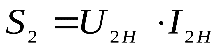 S₂ =U₂ₕ ·I₂ₕ